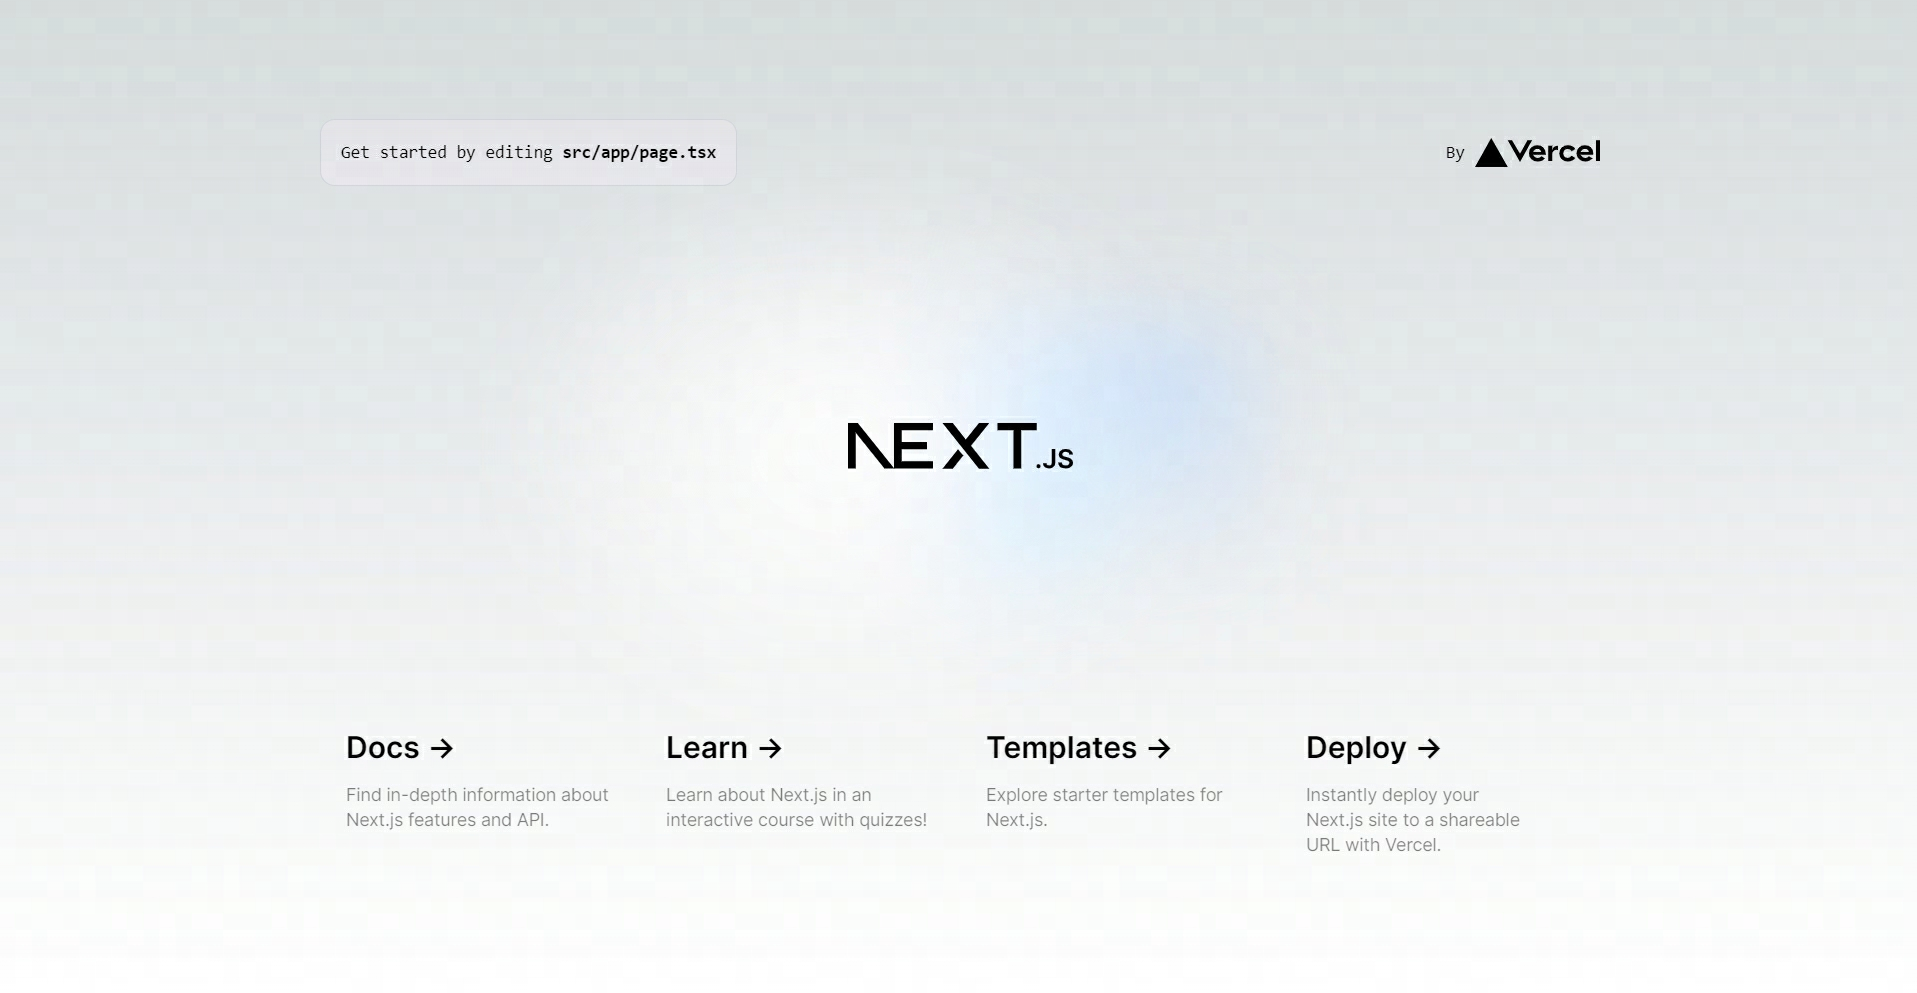 Get started by editing src/app/page.tsx
By Vercel
NEXT.JS
Docs →
Find in-depth information about
Next.js features and API.
Learn →
Learn about Next.js in an
interactive course with quizzes!
Templates →
Explore starter templates for
Next.js.
Deploy →
Instantly deploy your
Next.js site to a shareable
URL with Vercel.